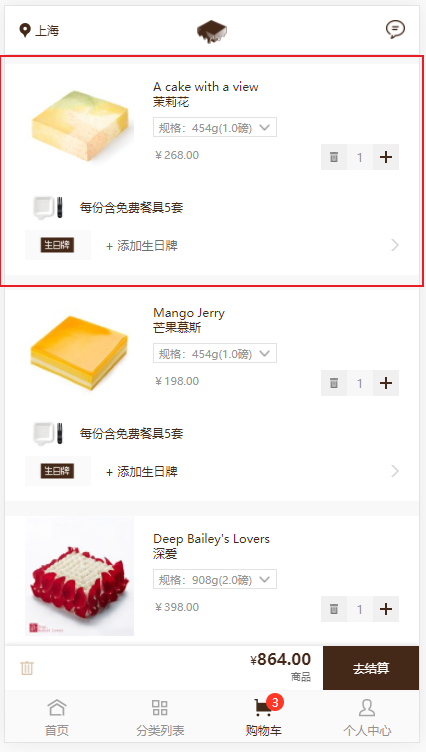 上海
A cake with a view
茉莉花
规格：454g(1.0磅)
￥268.00
1
每份含免费餐具5套
生日牌
+ 添加生日牌
Mango Jerry
芒果慕斯
规格：454g(1.0磅)
￥198.00
1
每份含免费餐具5套
生日牌
+ 添加生日牌
Deep Bailey's Lovers
深爱
规格：908g(2.0磅)
￥398.00
1
¥864.00
商品
去结算
首页
分类列表
3
购物车
个人中心